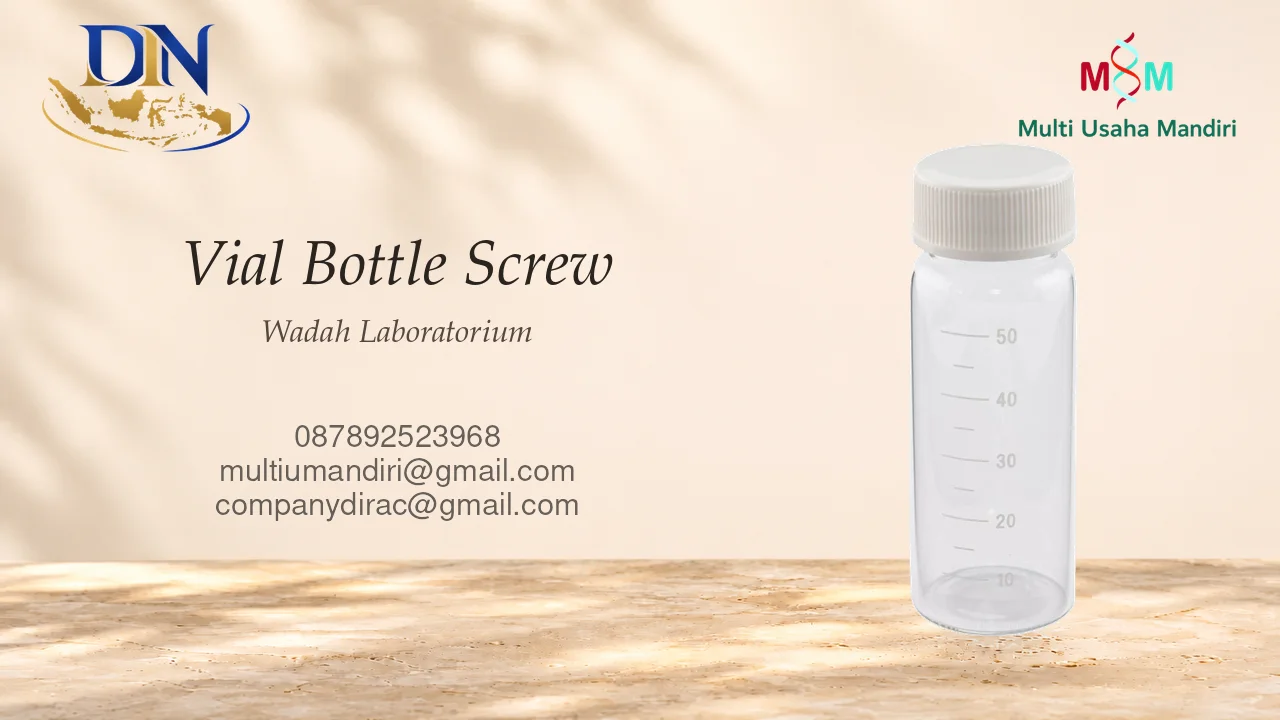 DIN
MSM
Multi Usaha Mandiri
Vial Bottle Screw
Wadah Laboratorium
087892523968
multiumandiri@gmail.com
companydirac@gmail.com
50
40
30
20
10